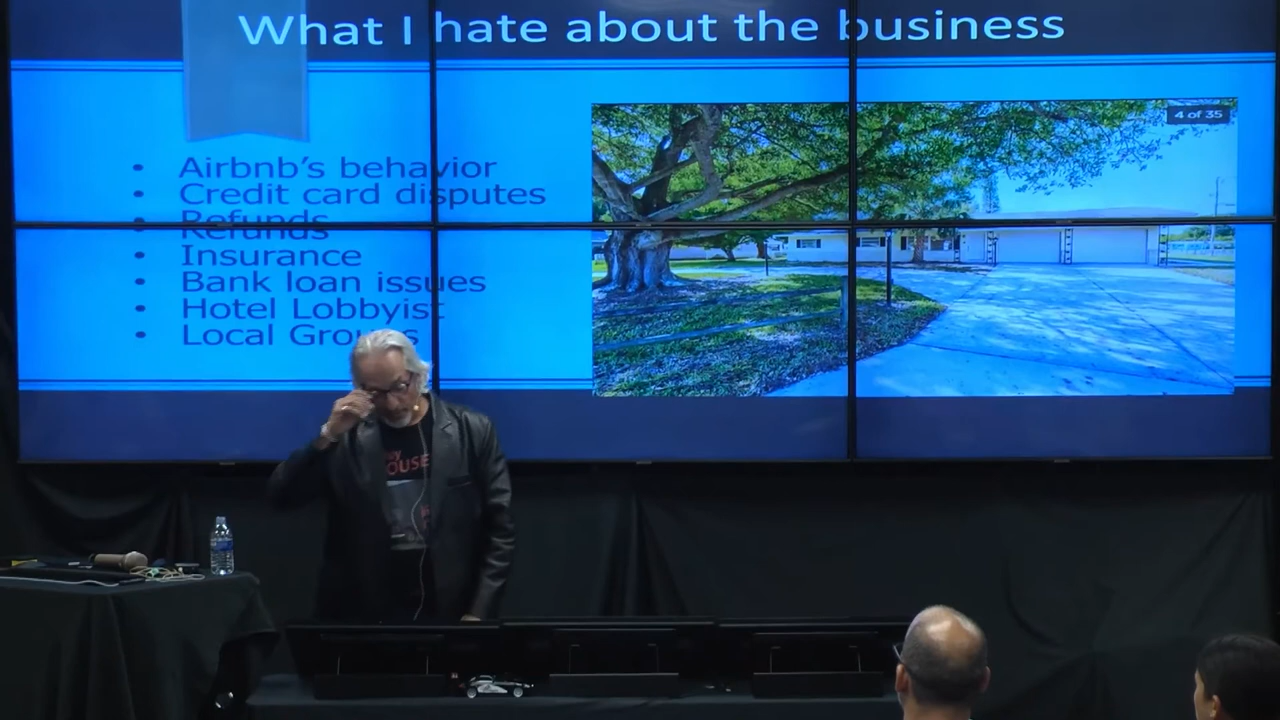 What I hate about the business
4 of 35
Airbnb's behavior
Credit card disputes
Refunds
Insurance
Bank loan issues
Hotel Lobbyist
Local Groups
OUSE